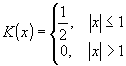 K(x) = { 1/2, |x| ≤ 1
0, |x| > 1